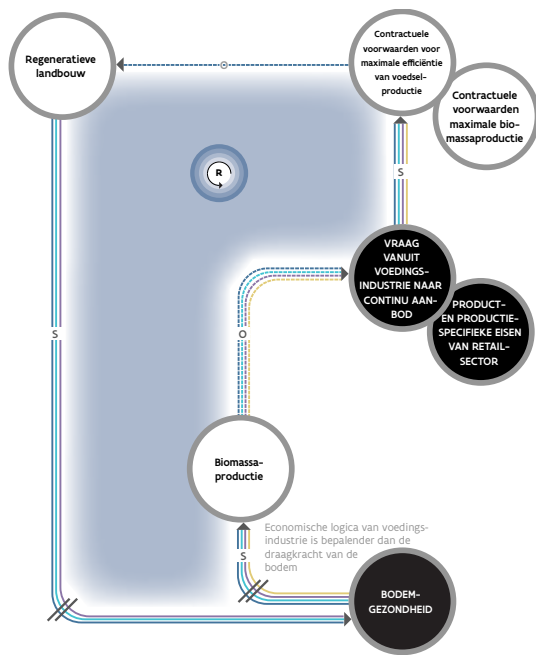 Regeneratieve
landbouw
O
Contractuele
voorwaarden voor
maximale efficiëntie
van voedsel-
productie
Contractuele
voorwaarden
maximale bio-
massaproductie
R
S
VRAAG
VANUIT
VOEDINGS-
INDUSTRIE NAAR
CONTINU AAN-
BOD
PRODUCT-
EN PRODUCTIE-
SPECIFIEKE EISEN
VAN RETAIL-
SECTOR
S
O
Biomassa-
productie
Economische logica van voedings-
industrie is bepalender dan de
draagkracht van de
bodem
S
BODEM-
GEZONDHEID